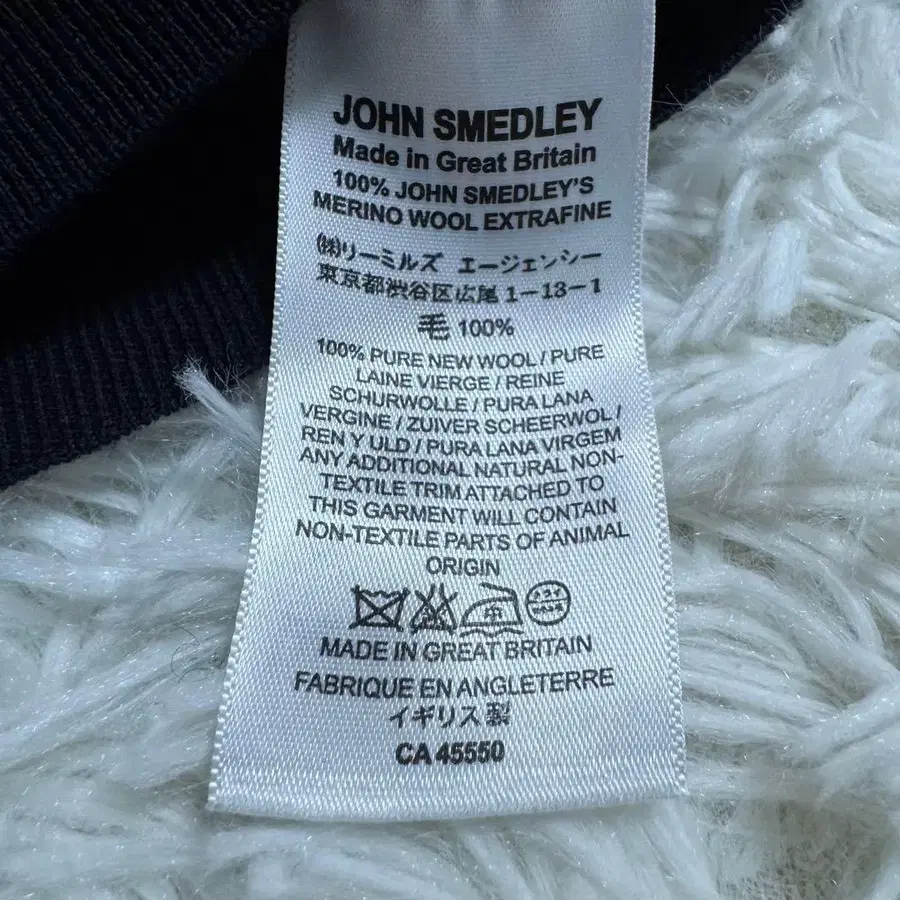 JOHN SMEDLEY
Made in Great Britain
100% JOHN SMEDLEY'S
MERINO WOOL EXTRAFINE
㈱リーミルズ エージェンシー
東京都渋谷区広尾1-13-1
毛 100%
100% PURE NEW WOOL / PURE
LAINE VIERGE / REINE
SCHURWOLLE / PURA LANA
VERGINE / ZUIVER SCHEERWOL /
REN Y ULD / PURA LANA VIRGEM
ANY ADDITIONAL NATURAL NON-
TEXTILE TRIM ATTACHED TO
THIS GARMENT WILL CONTAIN
NON-TEXTILE PARTS OF ANIMAL
ORIGIN
ドライ
MADE IN GREAT BRITAIN
FABRIQUE EN ANGLETERRE
イギリス製
CA 45550